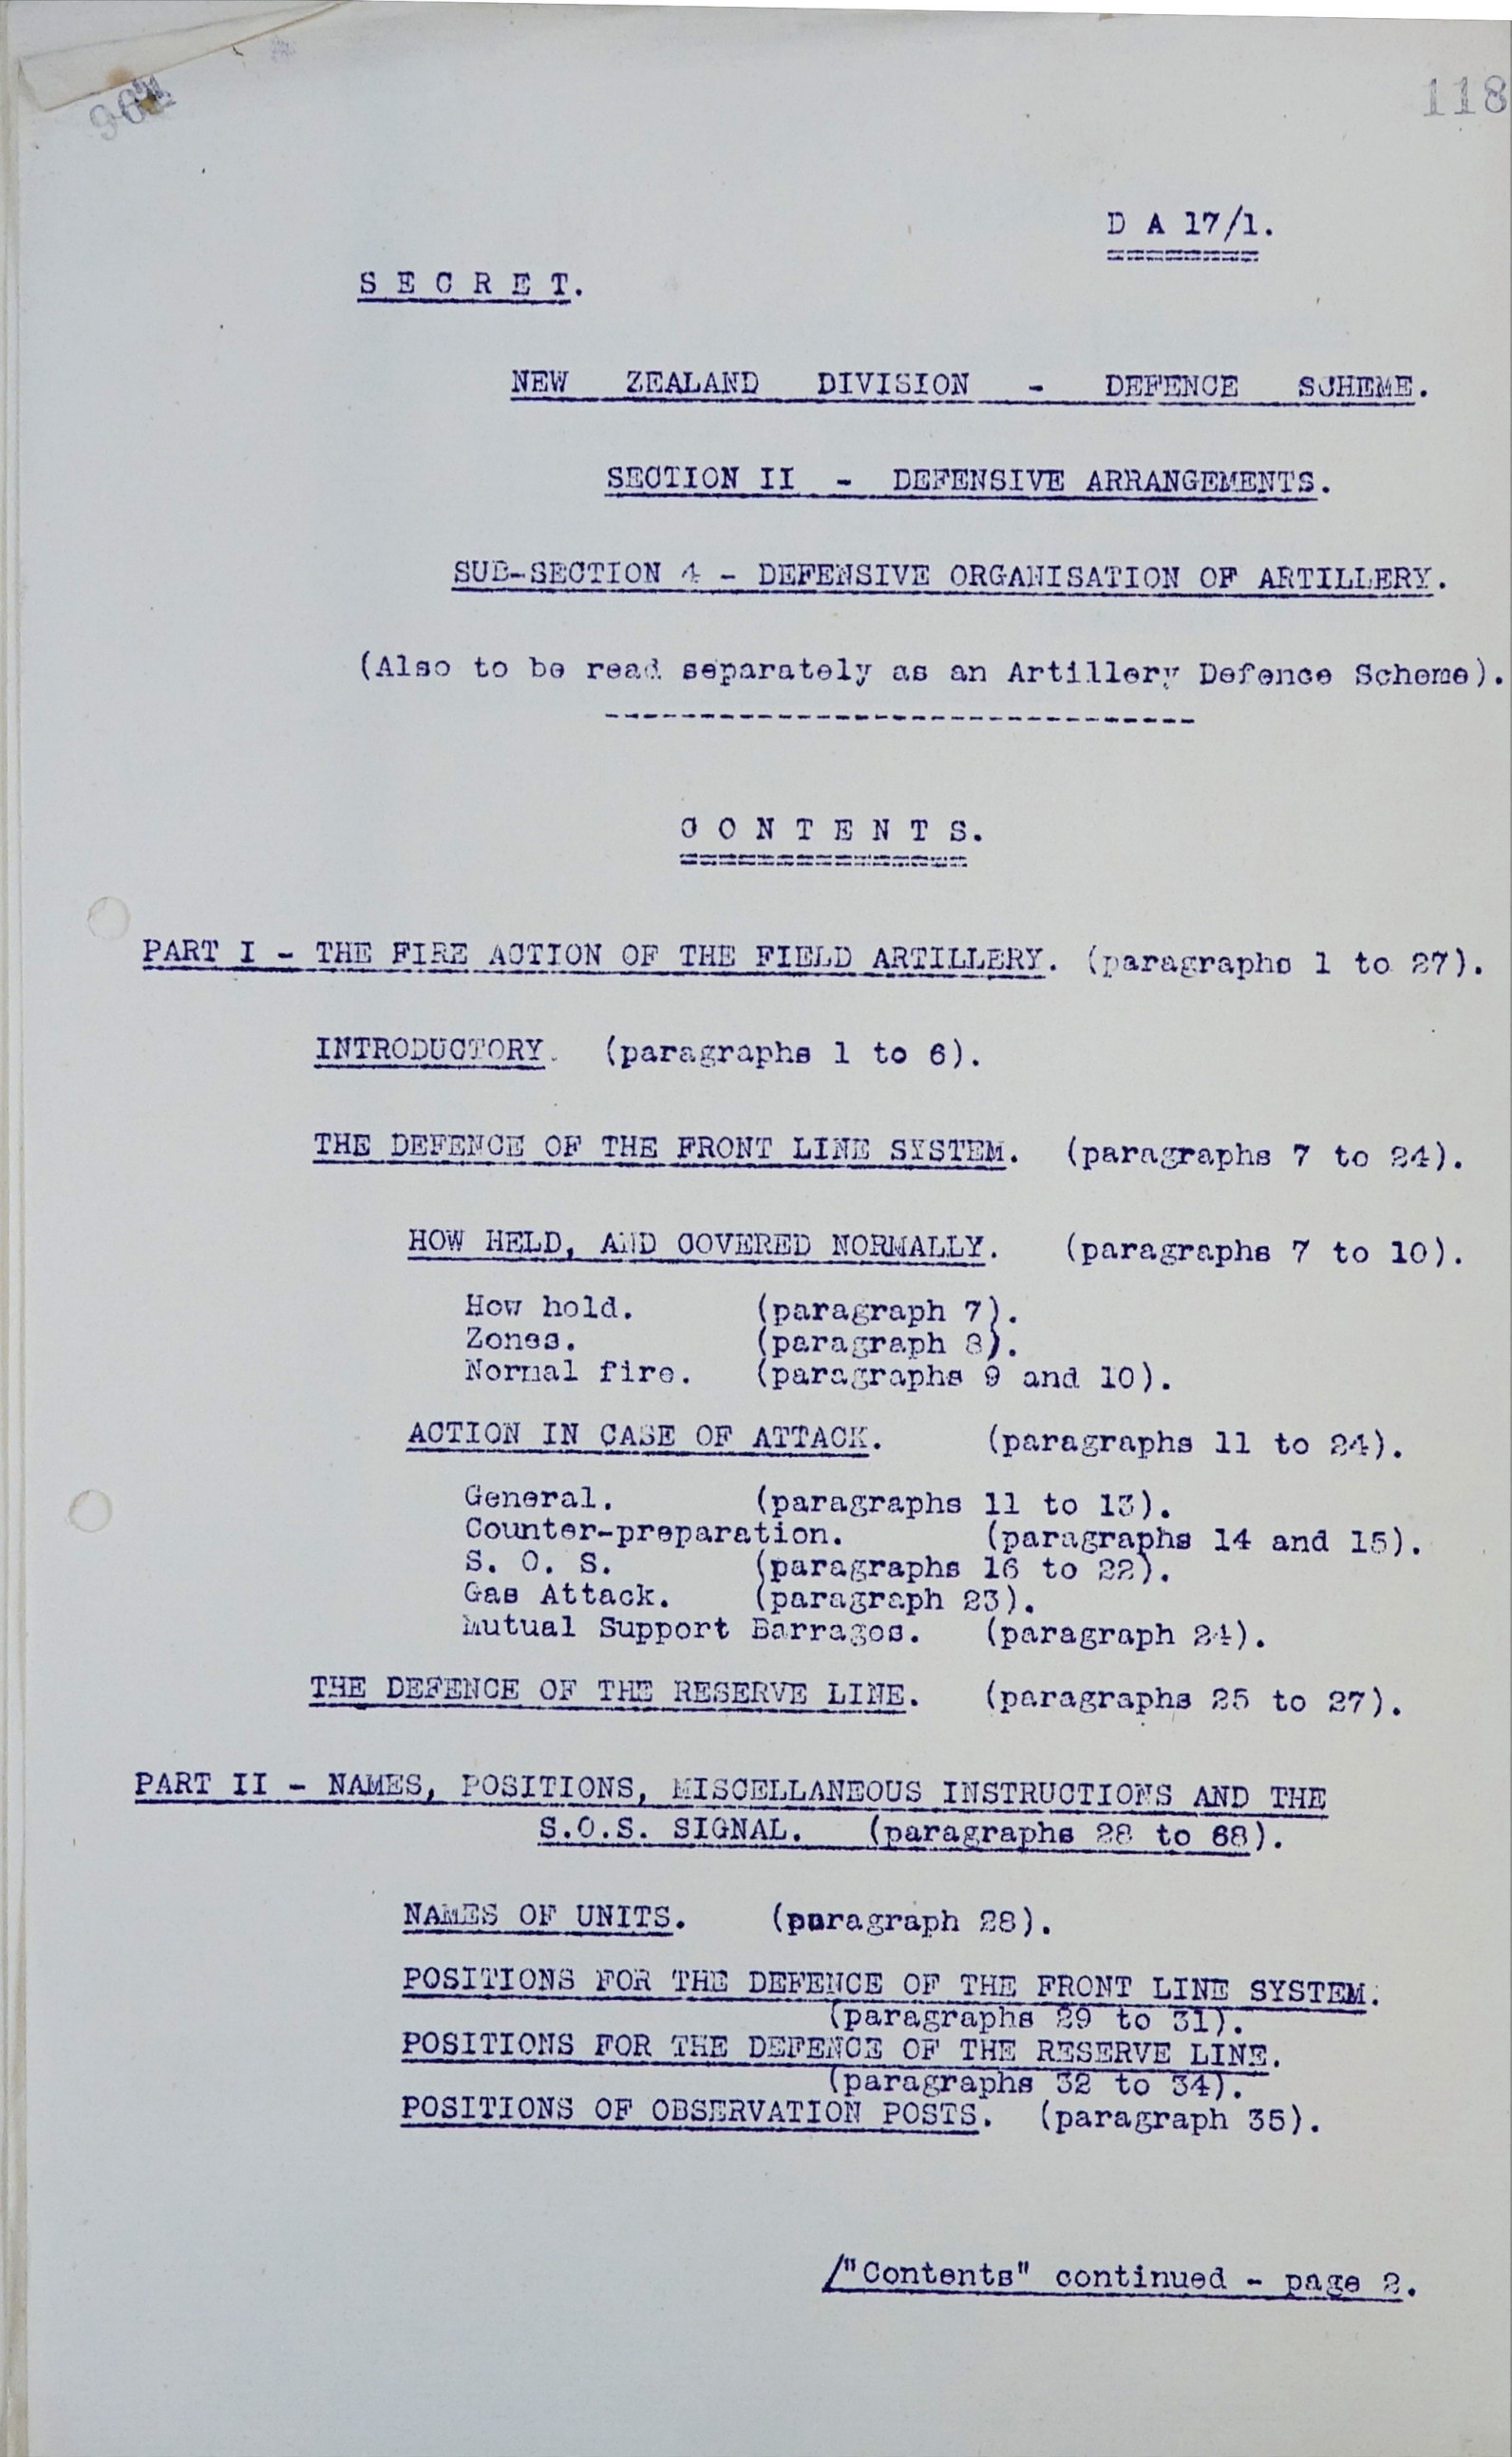 118
D A 17/1.
S E C R E T.
NEW ZEALAND DIVISION - DEFENCE SCHEME.
SECTION II - DEFENSIVE ARRANGEMENTS.
SUB-SECTION 4 - DEFENSIVE ORGANISATION OF ARTILLERY.
(Also to be read separately as an Artillery Defence Scheme).
C O N T E N T S.
PART I - THE FIRE ACTION OF THE FIELD ARTILLERY. (paragraphs 1 to 27).
INTRODUCTORY. (paragraphs 1 to 6).
THE DEFENCE OF THE FRONT LINE SYSTEM. (paragraphs 7 to 24).
HOW HELD, AND COVERED NORMALLY. (paragraphs 7 to 10).
How held. (paragraph 7).
Zones. (paragraph 8).
Normal fire. (paragraphs 9 and 10).
ACTION IN CASE OF ATTACK. (paragraphs 11 to 24).
General. (paragraphs 11 to 13).
Counter-preparation. (paragraphs 14 and 15).
S. O. S. (paragraphs 16 to 22).
Gas Attack. (paragraph 23).
Mutual Support Barrages. (paragraph 24).
THE DEFENCE OF THE RESERVE LINE. (paragraphs 25 to 27).
PART II - NAMES, POSITIONS, MISCELLANEOUS INSTRUCTIONS AND THE
S.O.S. SIGNAL. (paragraphs 28 to 68).
NAMES OF UNITS. (paragraph 28).
POSITIONS FOR THE DEFENCE OF THE FRONT LINE SYSTEM.
(paragraphs 29 to 31).
POSITIONS FOR THE DEFENCE OF THE RESERVE LINE.
(paragraphs 32 to 34).
POSITIONS OF OBSERVATION POSTS. (paragraph 35).
/"Contents" continued - page 2.